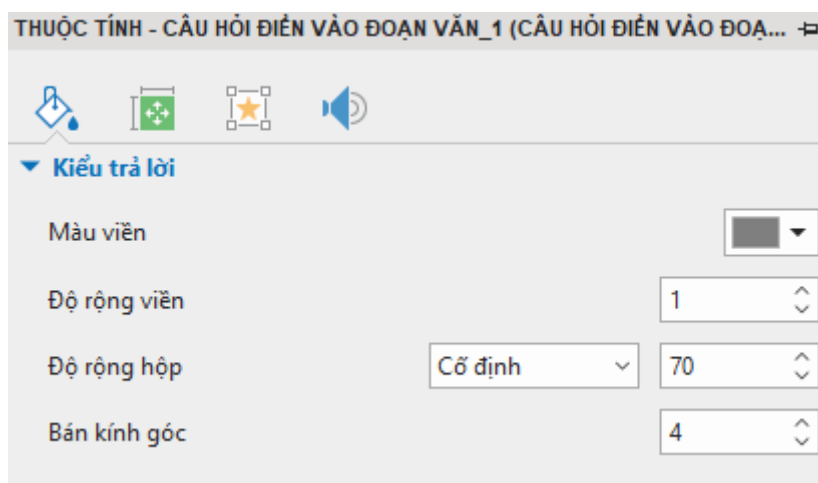 THUỘC TÍNH - CÂU HỎI ĐIỀN VÀO ĐOẠN VĂN_1 (CÂU HỎI ĐIỀN VÀO ĐOẠ...
Kiểu trả lời
Màu viền
Độ rộng viền 1
Độ rộng hộp Cố định 70
Bán kính góc 4